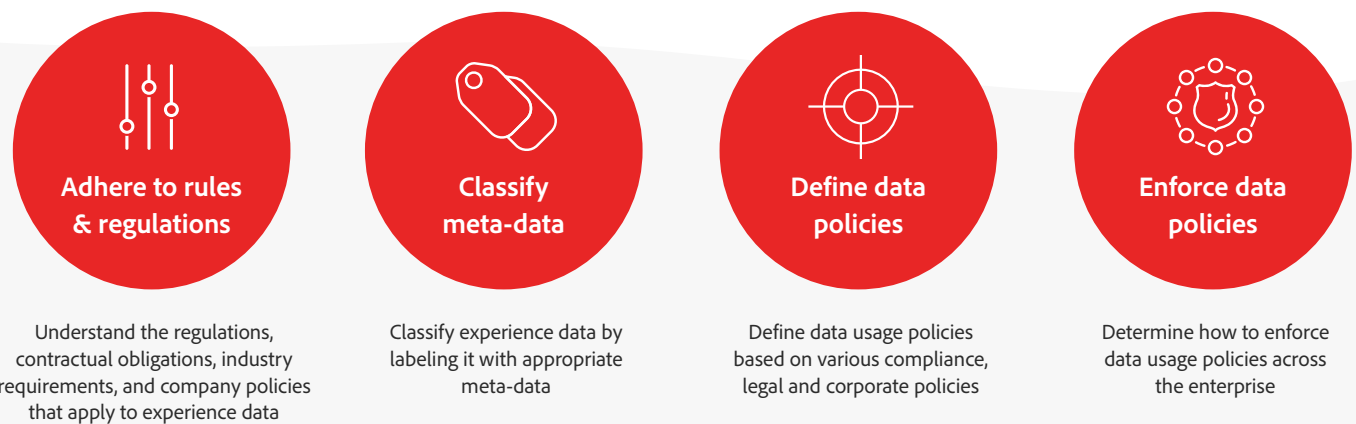 Adhere to rules
& regulations
Classify
meta-data
Define data
policies
Enforce data
policies
Understand the regulations,
contractual obligations, industry
requirements, and company policies
that apply to experience data
Classify experience data by
labeling it with appropriate
meta-data
Define data usage policies
based on various compliance,
legal and corporate policies
Determine how to enforce
data usage policies across
the enterprise